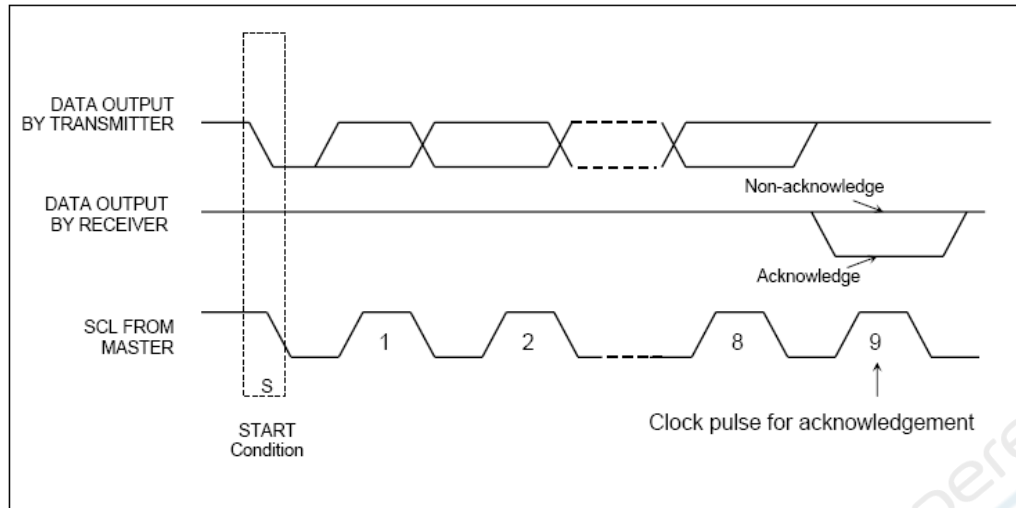 DATA OUTPUT
BY TRANSMITTER
DATA OUTPUT
BY RECEIVER
Non-acknowledge
Acknowledge
SCL FROM
MASTER
1
2
8
9
S
START
Condition
Clock pulse for acknowledgement